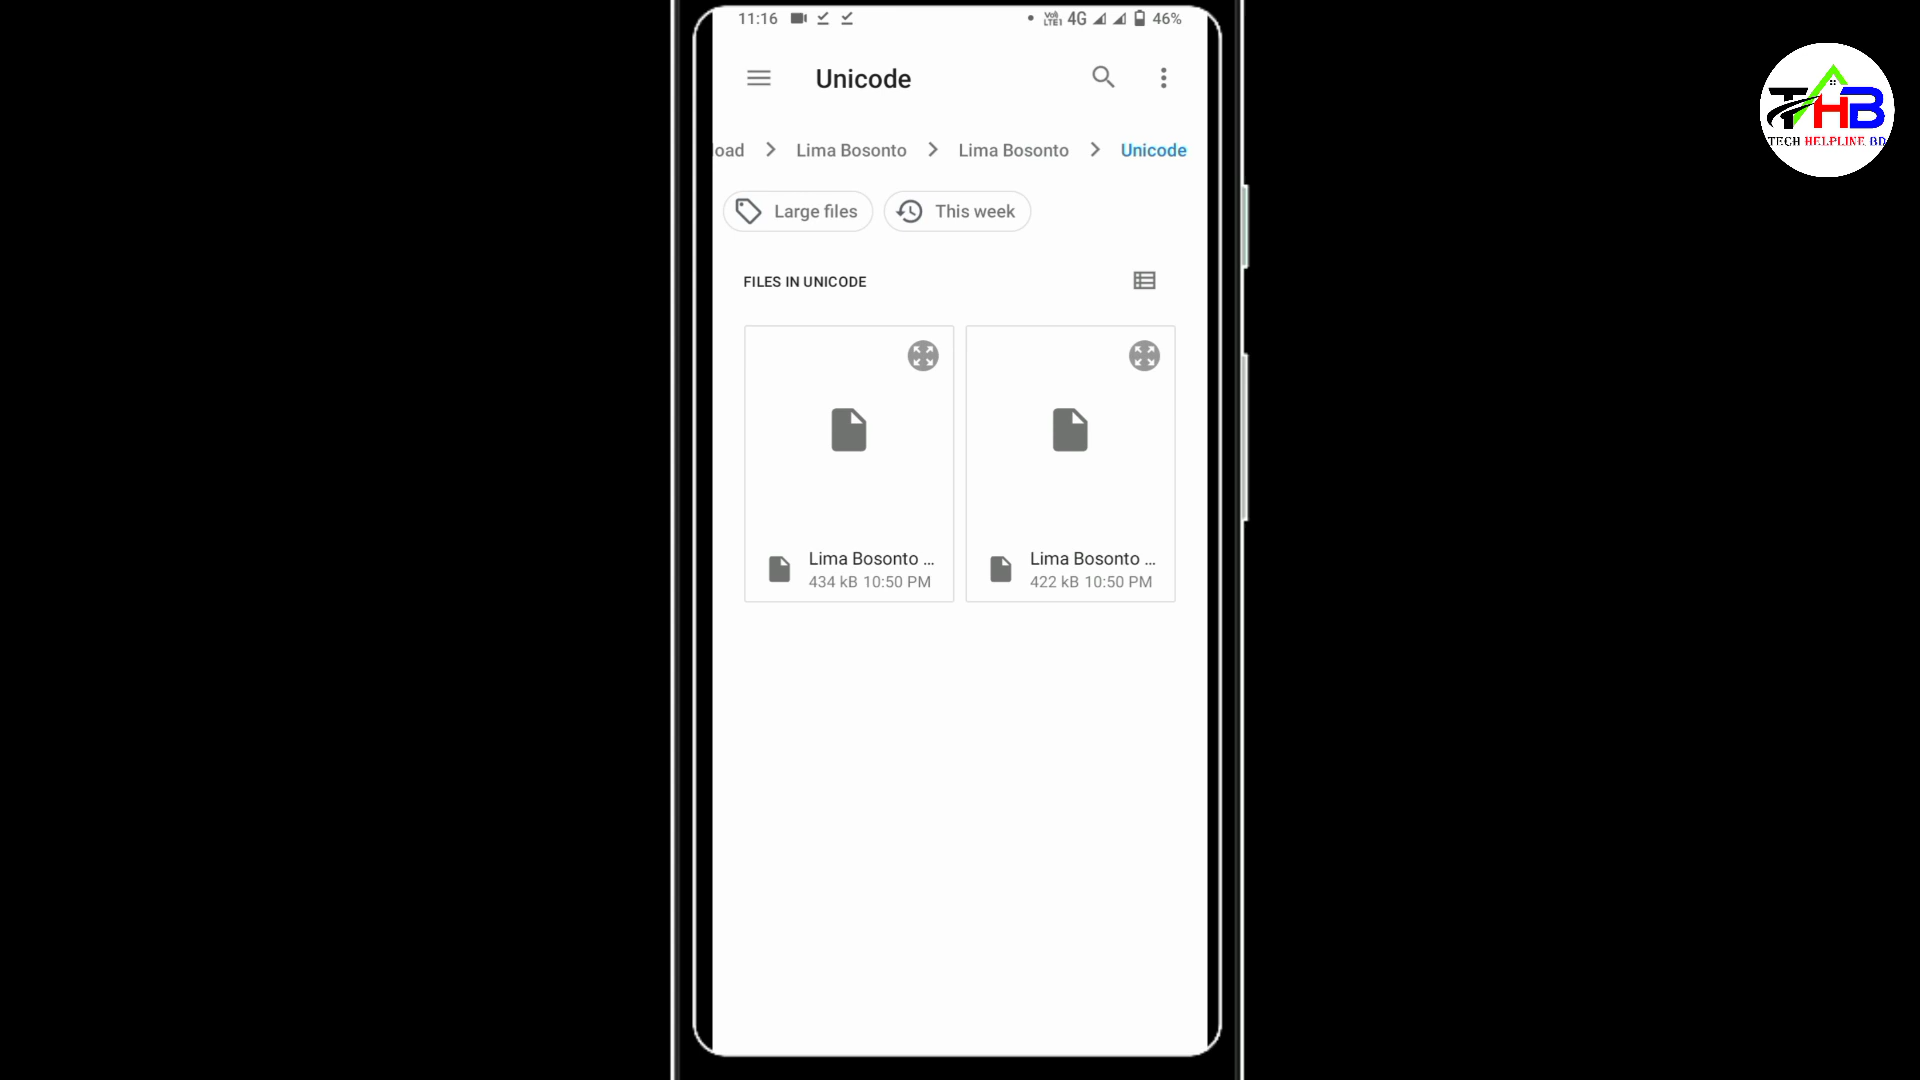 11:16 4G 46%
Unicode
load > Lima Bosonto > Lima Bosonto > Unicode
Large files This week
FILES IN UNICODE
Lima Bosonto ... Lima Bosonto ...
434 kB 10:50 PM 422 kB 10:50 PM
THB
TECH HELPLINE BD